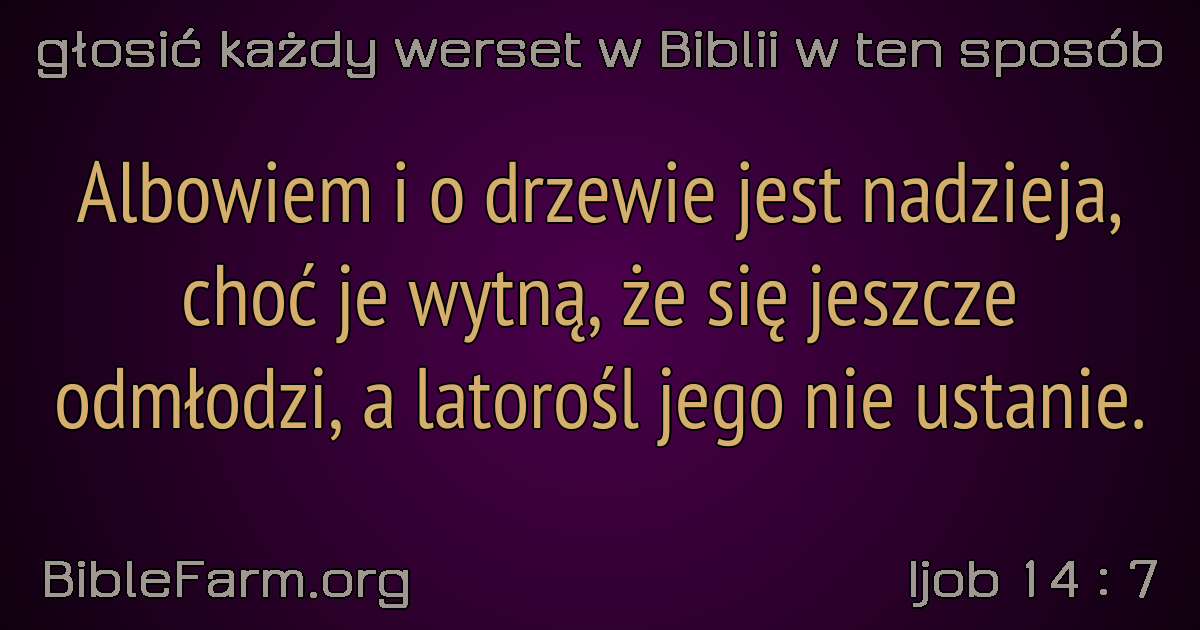 głosić każdy werset w Biblii w ten sposób
Albowiem i o drzewie jest nadzieja,
choć je wytną, że się jeszcze
odmłodzi, a latorośl jego nie ustanie.
BibleFarm.org
Ijob 14 : 7